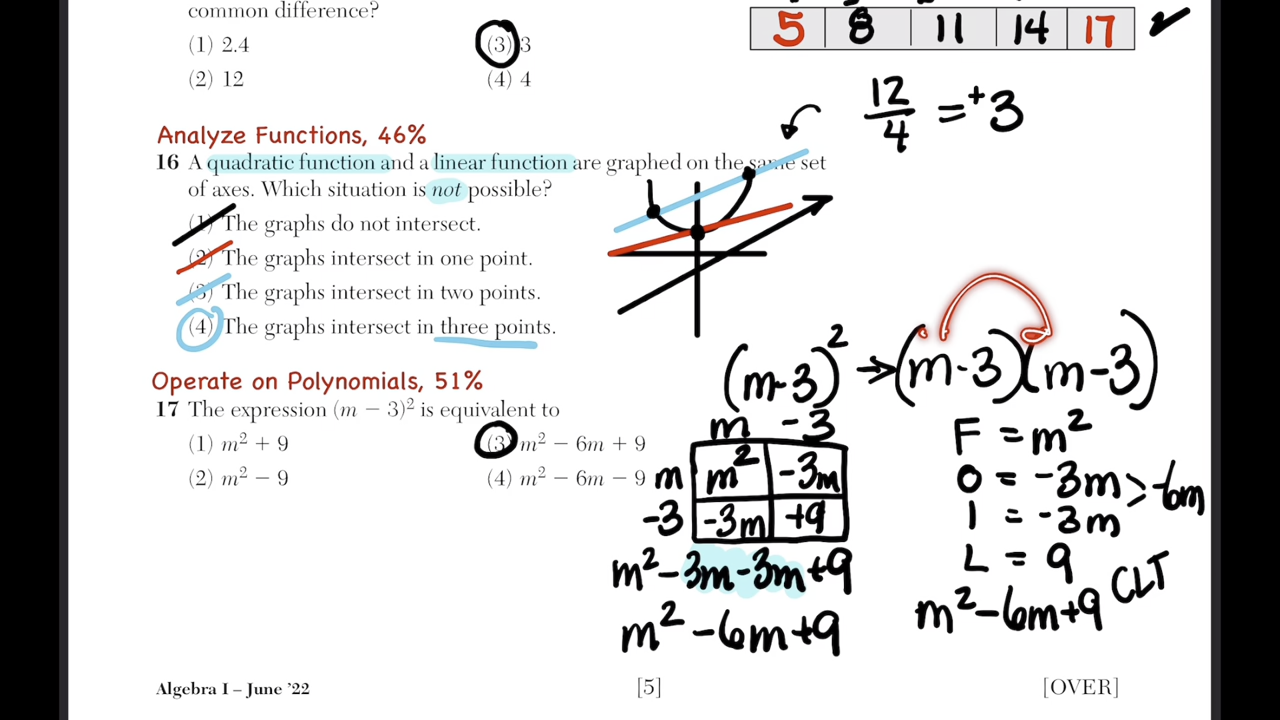 common difference?
(1) 2.4
(3) 3
(2) 12
(4) 4
5 8 11 14 17
12/4 = +3
Analyze Functions, 46%
16 A quadratic function and a linear function are graphed on the same set
of axes. Which situation is not possible?
(1) The graphs do not intersect.
(2) The graphs intersect in one point.
(3) The graphs intersect in two points.
(4) The graphs intersect in three points.
Operate on Polynomials, 51%
17 The expression (m − 3)² is equivalent to
(1) m² + 9
(3) m² − 6m + 9
(2) m² − 9
(4) m² − 6m − 9
(m-3)² → (m-3)(m-3)
m -3
m m² -3m
-3 -3m +9
m² - 3m - 3m + 9
m² - 6m + 9
F = m²
O = -3m > -6m
I = -3m
L = 9
m² - 6m + 9 CLT
Algebra I – June '22
[5]
[OVER]